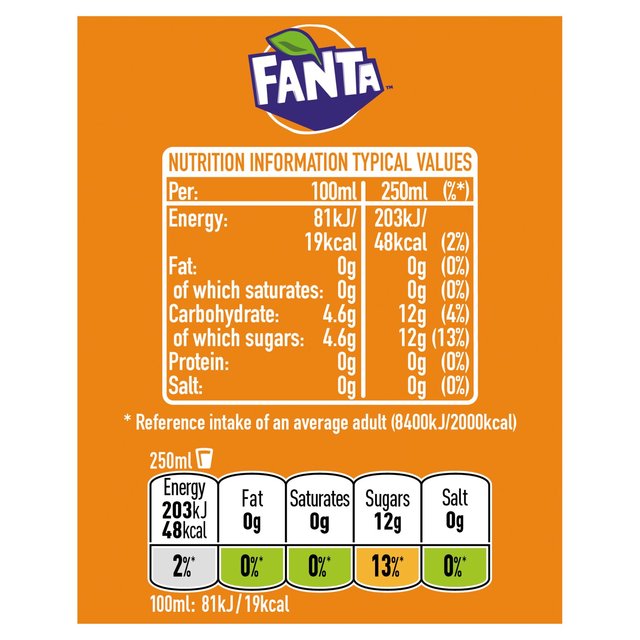 FANTA™
NUTRITION INFORMATION TYPICAL VALUES
Per: 100ml 250ml (%*)
Energy: 81kJ/ 203kJ/
19kcal 48kcal (2%)
Fat: 0g 0g (0%)
of which saturates: 0g 0g (0%)
Carbohydrate: 4.6g 12g (4%)
of which sugars: 4.6g 12g (13%)
Protein: 0g 0g (0%)
Salt: 0g 0g (0%)
* Reference intake of an average adult (8400kJ/2000kcal)
250ml
Energy Fat Saturates Sugars Salt
203kJ 0g 0g 12g 0g
48kcal
2%* 0%* 0%* 13%* 0%*
100ml: 81kJ/19kcal